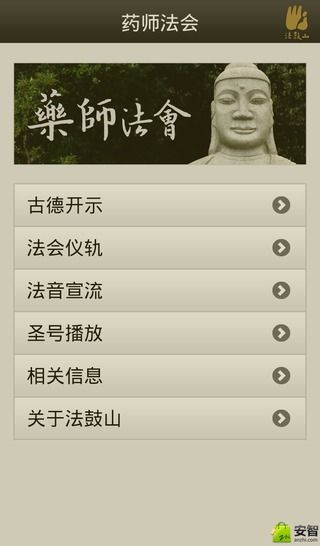 药师法会
法鼓山
藥師法會
古德开示
法会仪轨
法音宣流
圣号播放
相关信息
关于法鼓山
安智
anzhi.com